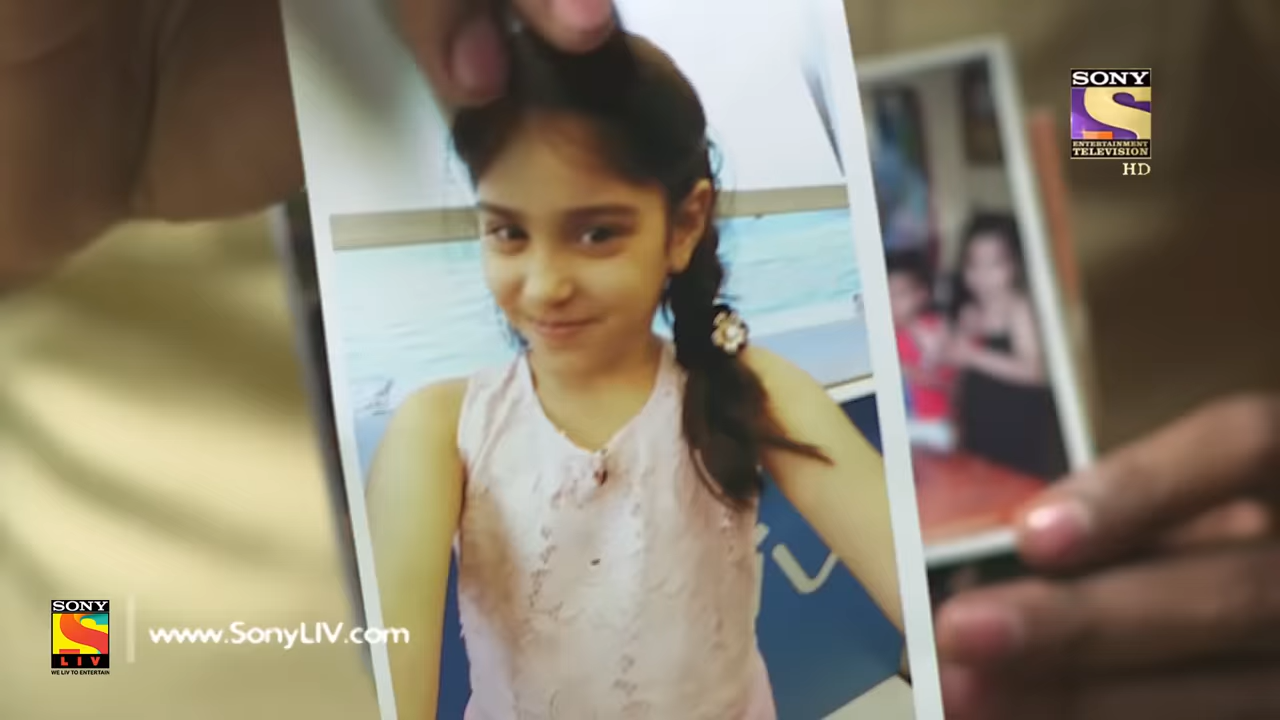 SONY
ENTERTAINMENT
TELEVISION
HD
SONY
LIV
WE LIV TO ENTERTAIN
www.SonyLIV.com